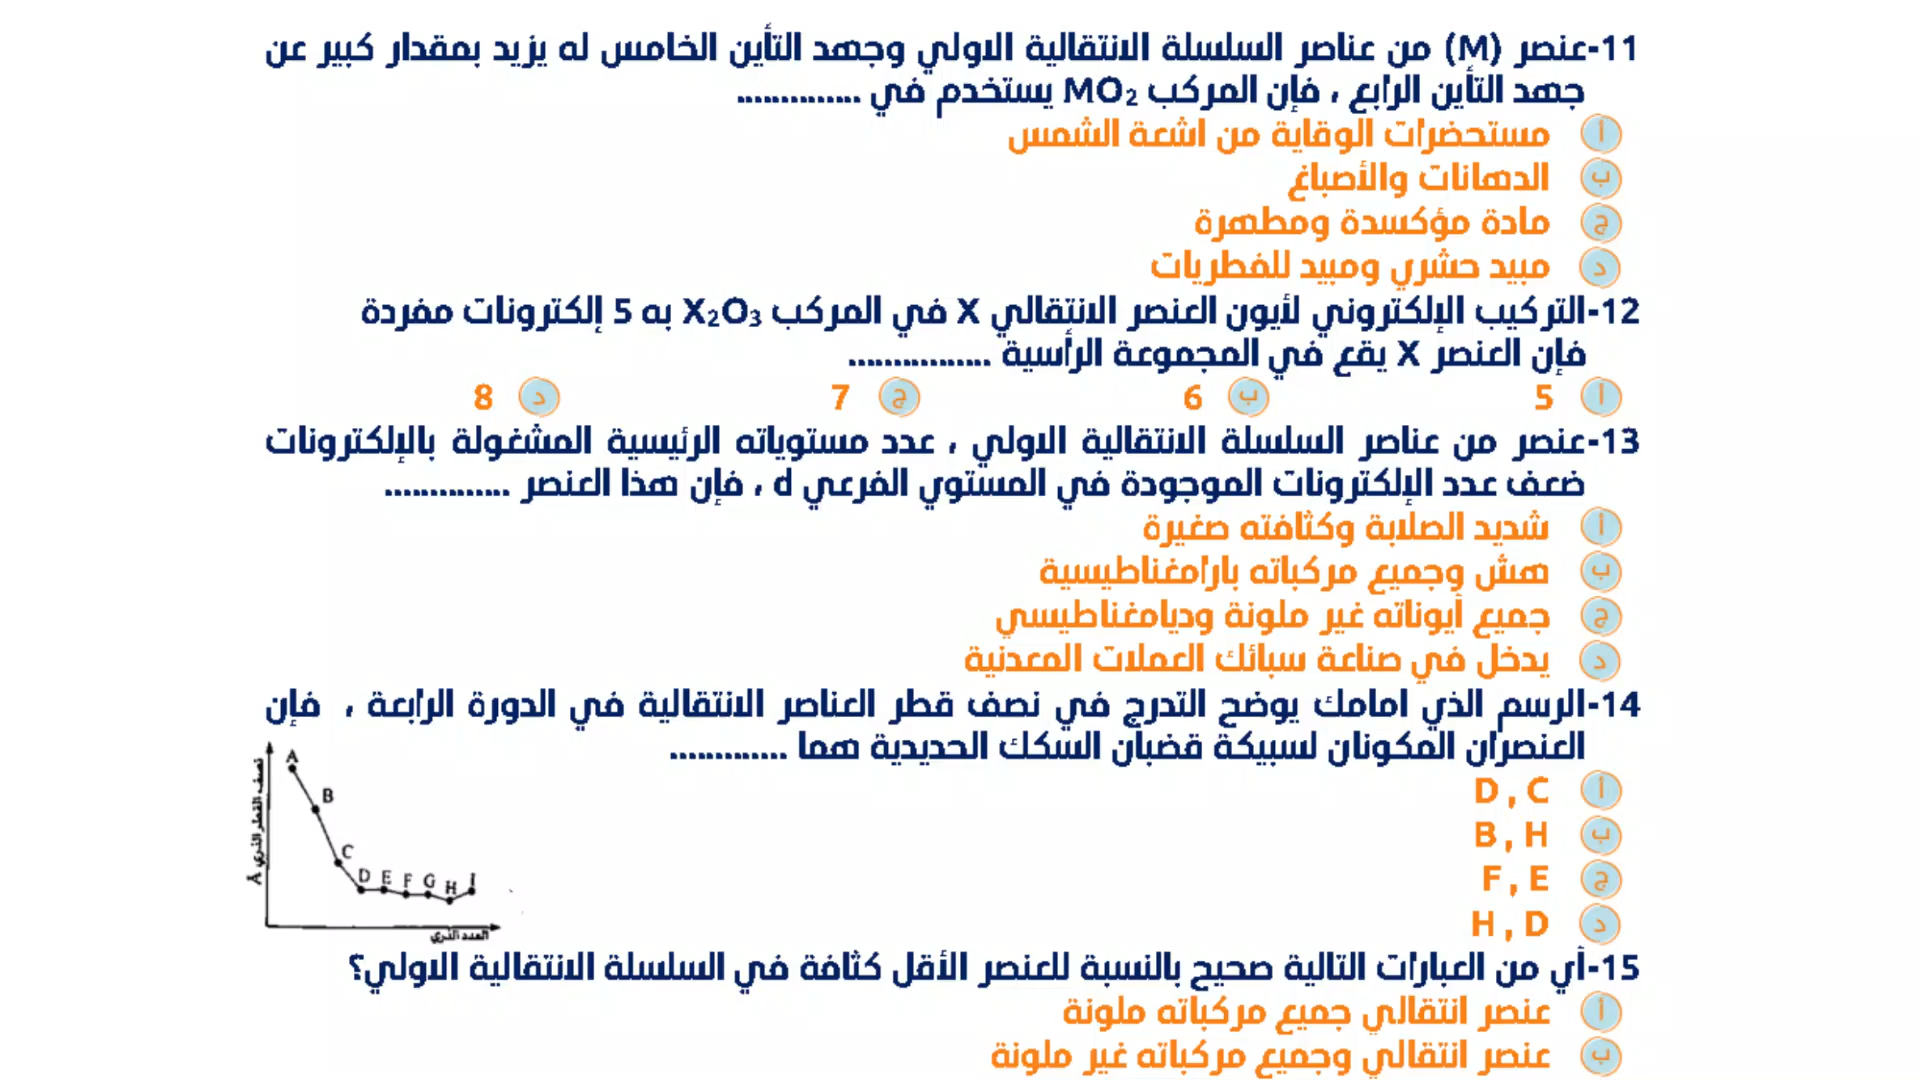 11-عنصر (M) من عناصر السلسلة الانتقالية الاولي وجهد التأين الخامس له يزيد بمقدار كبير عن
جهد التأين الرابع ، فإن المركب MO₂ يستخدم في ..............
أ مستحضرات الوقاية من اشعة الشمس
ب الدهانات والأصباغ
ج مادة مؤكسدة ومطهرة
د مبيد حشري ومبيد للفطريات
12-التركيب الإلكتروني لأيون العنصر الانتقالي X في المركب X₂O₃ به 5 إلكترونات مفردة
فإن العنصر X يقع في المجموعة الرأسية ................
أ 5 ب 6 ج 7 د 8
13-عنصر من عناصر السلسلة الانتقالية الاولي ، عدد مستوياته الرئيسية المشغولة بالإلكترونات
ضعف عدد الإلكترونات الموجودة في المستوي الفرعي d ، فإن هذا العنصر ..............
أ شديد الصلابة وكثافته صغيرة
ب هش وجميع مركباته بارامغناطيسية
ج جميع أيوناته غير ملونة وديامغناطيسي
د يدخل في صناعة سبائك العملات المعدنية
14-الرسم الذي امامك يوضح التدرج في نصف قطر العناصر الانتقالية في الدورة الرابعة ، فإن
العنصران المكونان لسبيكة قضبان السكك الحديدية هما .............
أ D , C
ب B , H
ج F , E
د H , D
نصف القطر الذري Å
A
B
C
D E F G H I
العدد الذري
15-أي من العبارات التالية صحيح بالنسبة للعنصر الأقل كثافة في السلسلة الانتقالية الاولي؟
أ عنصر انتقالي جميع مركباته ملونة
ب عنصر انتقالي وجميع مركباته غير ملونة